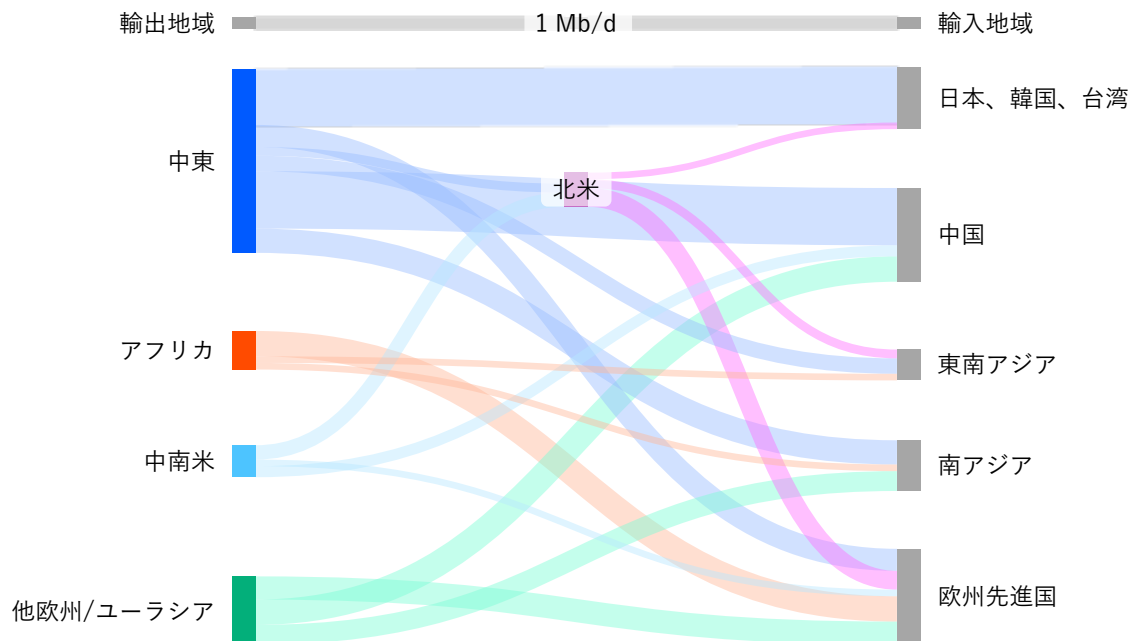 輸出地域
1 Mb/d
輸入地域
日本、韓国、台湾
中東
北米
中国
アフリカ
東南アジア
中南米
南アジア
他欧州/ユーラシア
欧州先進国